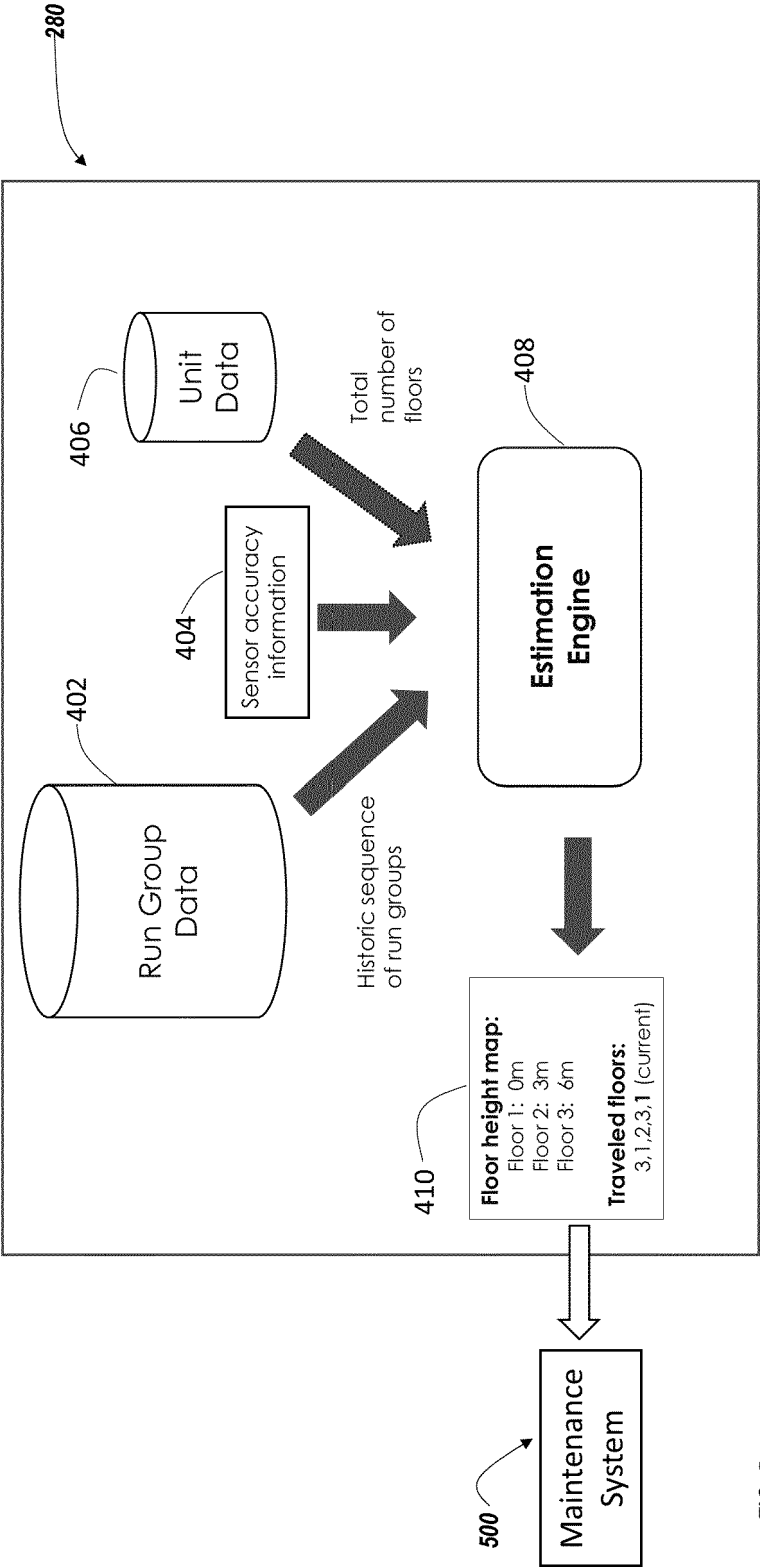 280
402
Run Group
Data
404
Sensor accuracy
information
406
Unit
Data
Historic sequence
of run groups
Total
number of
floors
410
Floor height map:
Floor 1: 0m
Floor 2: 3m
Floor 3: 6m
Traveled floors:
3,1,2,3,1 (current)
Estimation
Engine
408
500
Maintenance
System
FIG.